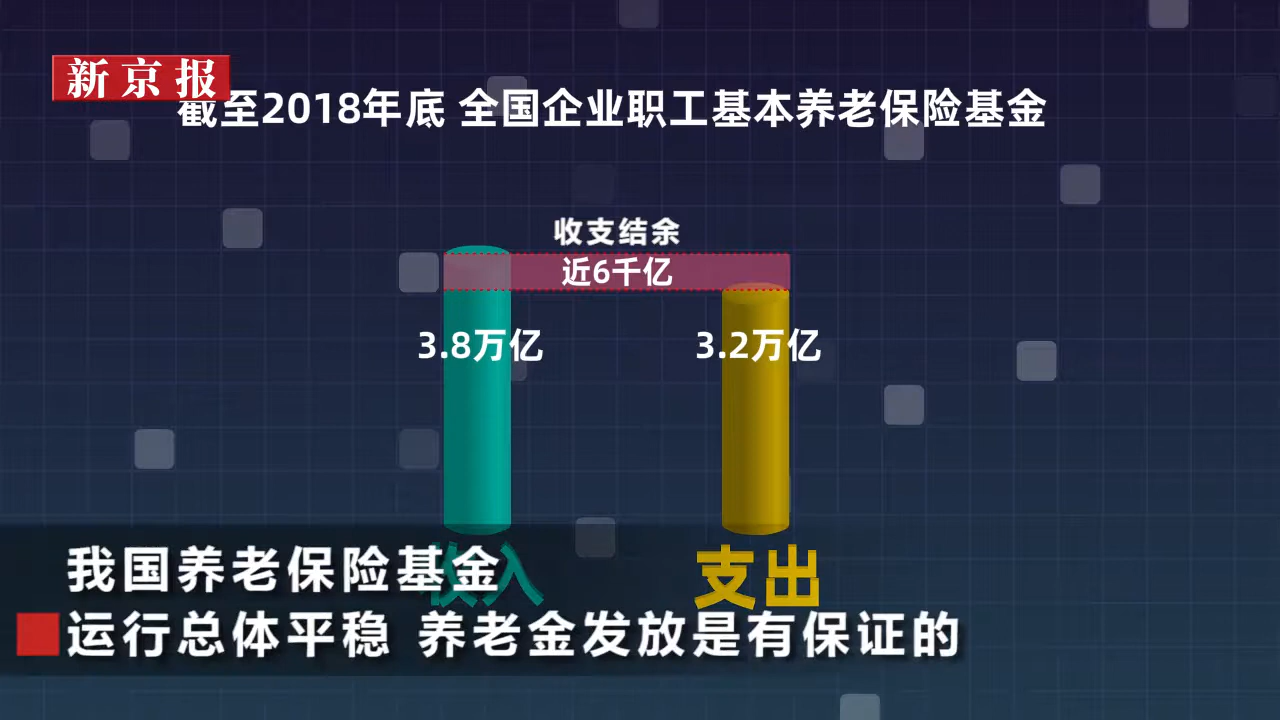 新京报
截至2018年底 全国企业职工基本养老保险基金
收支结余
近6千亿
3.8万亿
3.2万亿
收入
支出
我国养老保险基金
运行总体平稳 养老金发放是有保证的